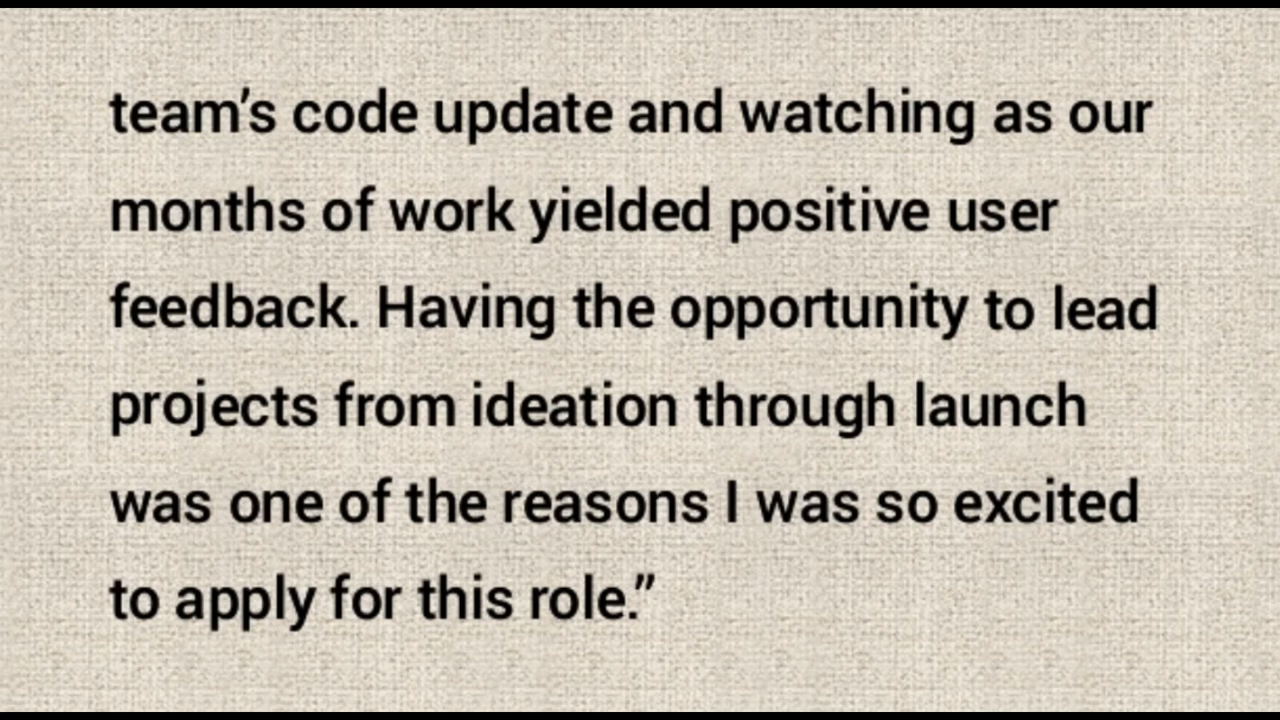 team’s code update and watching as our
months of work yielded positive user
feedback. Having the opportunity to lead
projects from ideation through launch
was one of the reasons I was so excited
to apply for this role.”